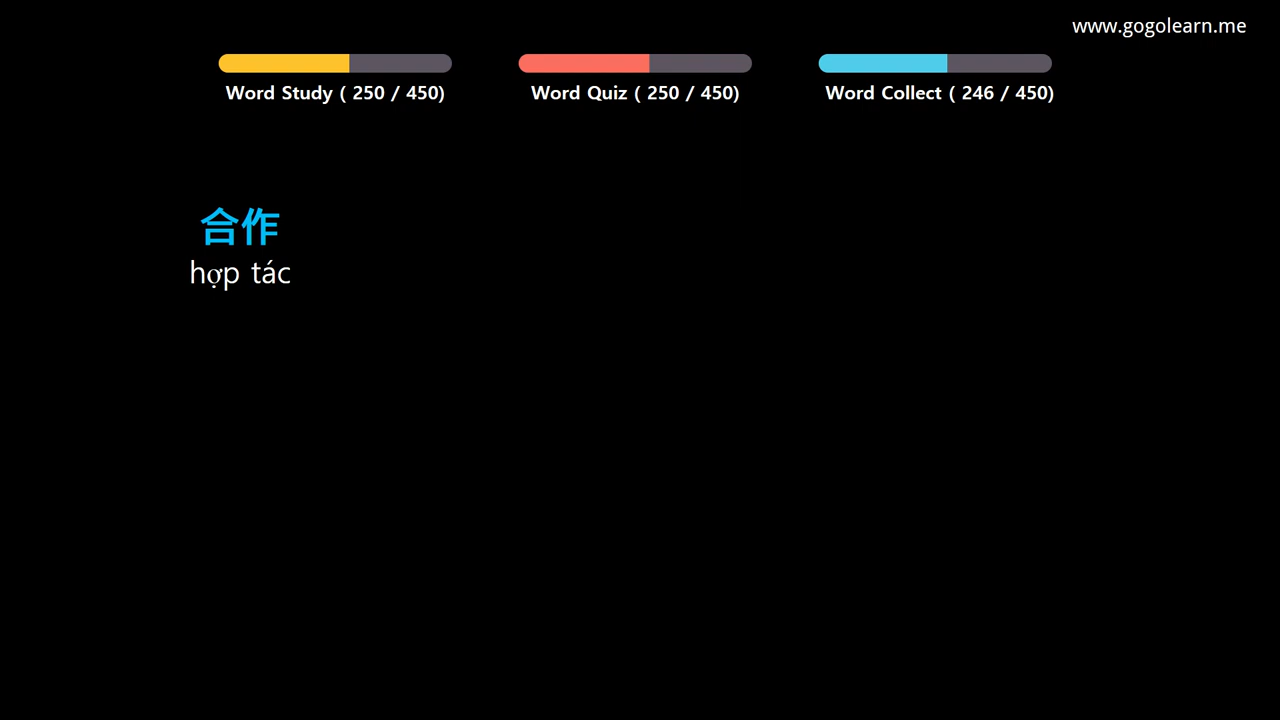 www.gogolearn.me
Word Study ( 250 / 450)
Word Quiz ( 250 / 450)
Word Collect ( 246 / 450)
合作
hợp tác